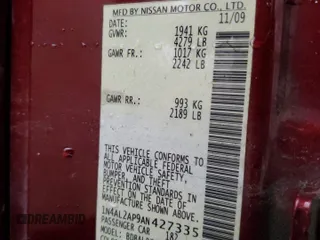 MFD BY NISSAN MOTOR CO., LTD.
DATE: 11/09
GVWR: 1941 KG
4279 LB
GAWR FR.: 1017 KG
2242 LB
GAWR RR.: 993 KG
2189 LB
THIS VEHICLE CONFORMS TO
ALL APPLICABLE FEDERAL
MOTOR VEHICLE SAFETY,
BUMPER, AND THEFT
PREVENTION STANDARDS IN
EFFECT ON THE DATE OF
MANUFACTURE SHOWN ABOVE.
1N4AL2AP9AN427335
PASSENGER CAR